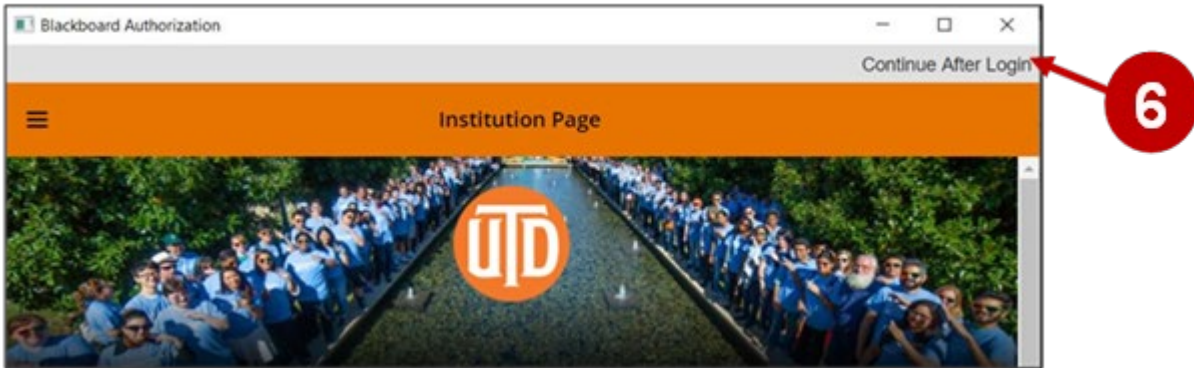 Blackboard Authorization
Continue After Login
6
Institution Page
UTD